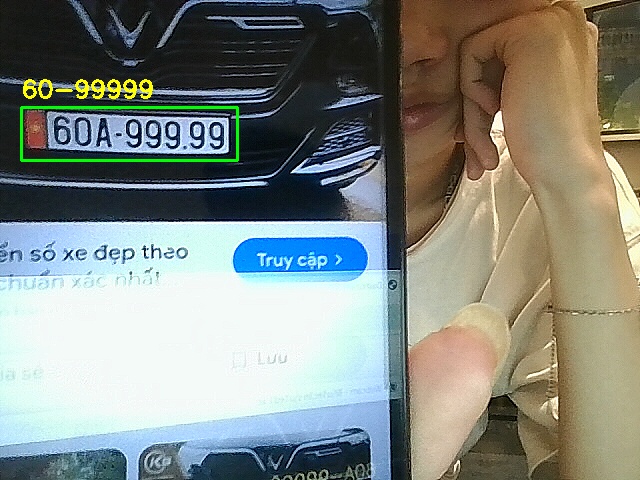 60-99999
60A-999.99
ển số xe đẹp theo
chuẩn xác nhất
Truy cập >
Lưu